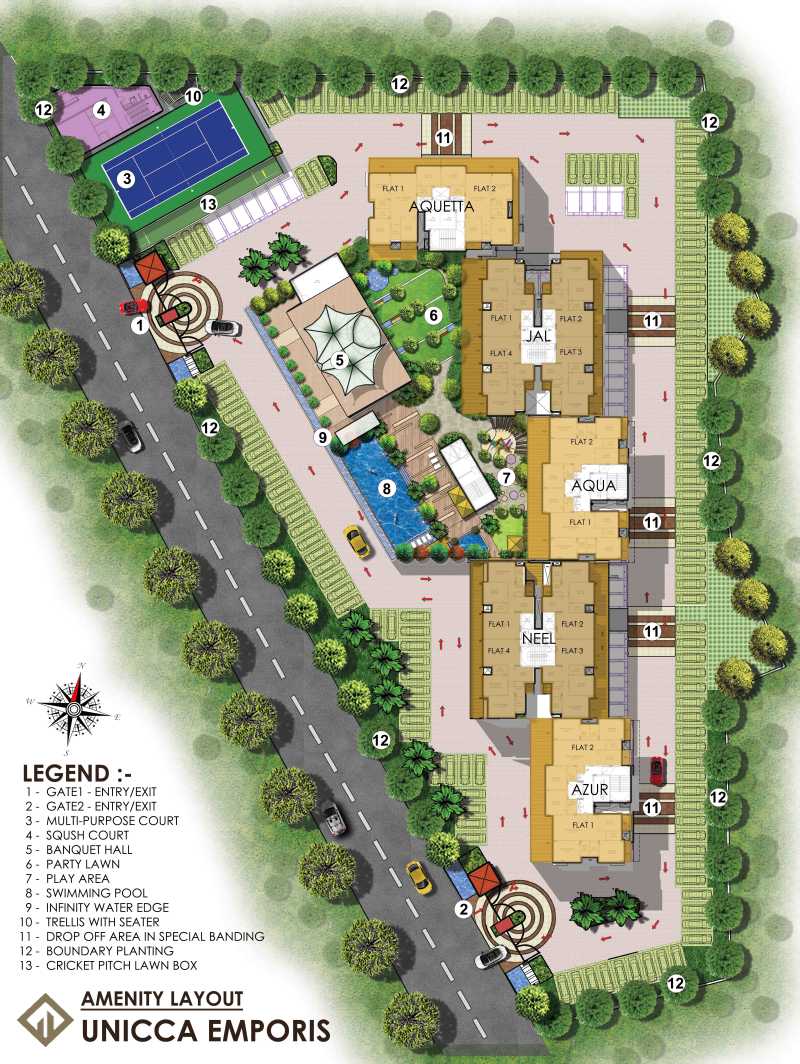 12
4
10
12
12
3
11
13
FLAT 1
FLAT 2
AQUETTA
6
1
5
11
FLAT 1
FLAT 2
JAL
FLAT 4
FLAT 3
12
9
FLAT 2
12
7
8
AQUA
FLAT 1
11
FLAT 1
FLAT 2
NEEL
FLAT 4
FLAT 3
11
N
W
E
S
12
FLAT 2
AZUR
12
11
FLAT 1
2
12
LEGEND :-
1 - GATE1 - ENTRY/EXIT
2 - GATE2 - ENTRY/EXIT
3 - MULTI-PURPOSE COURT
4 - SQUSH COURT
5 - BANQUET HALL
6 - PARTY LAWN
7 - PLAY AREA
8 - SWIMMING POOL
9 - INFINITY WATER EDGE
10 - TRELLIS WITH SEATER
11 - DROP OFF AREA IN SPECIAL BANDING
12 - BOUNDARY PLANTING
13 - CRICKET PITCH LAWN BOX
AMENITY LAYOUT
UNICCA EMPORIS